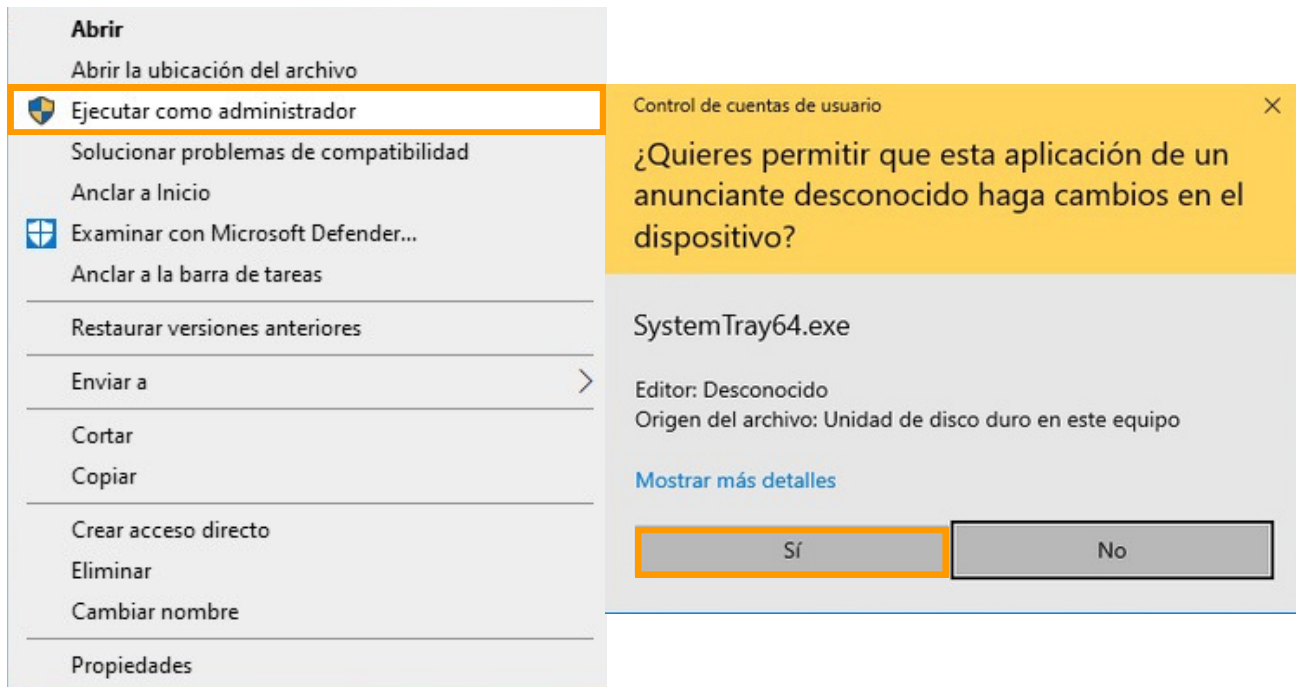 Abrir
Abrir la ubicación del archivo
Ejecutar como administrador
Solucionar problemas de compatibilidad
Anclar a Inicio
Examinar con Microsoft Defender...
Anclar a la barra de tareas
Restaurar versiones anteriores
Enviar a
Cortar
Copiar
Crear acceso directo
Eliminar
Cambiar nombre
Propiedades
Control de cuentas de usuario
¿Quieres permitir que esta aplicación de un
anunciante desconocido haga cambios en el
dispositivo?
SystemTray64.exe
Editor: Desconocido
Origen del archivo: Unidad de disco duro en este equipo
Mostrar más detalles
Sí
No